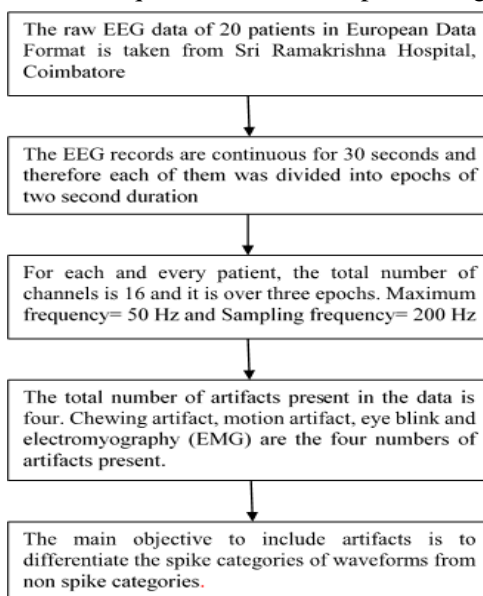 The raw EEG data of 20 patients in European Data
Format is taken from Sri Ramakrishna Hospital,
Coimbatore
The EEG records are continuous for 30 seconds and
therefore each of them was divided into epochs of
two second duration
For each and every patient, the total number of
channels is 16 and it is over three epochs. Maximum
frequency= 50 Hz and Sampling frequency= 200 Hz
The total number of artifacts present in the data is
four. Chewing artifact, motion artifact, eye blink and
electromyography (EMG) are the four numbers of
artifacts present.
The main objective to include artifacts is to
differentiate the spike categories of waveforms from
non spike categories.